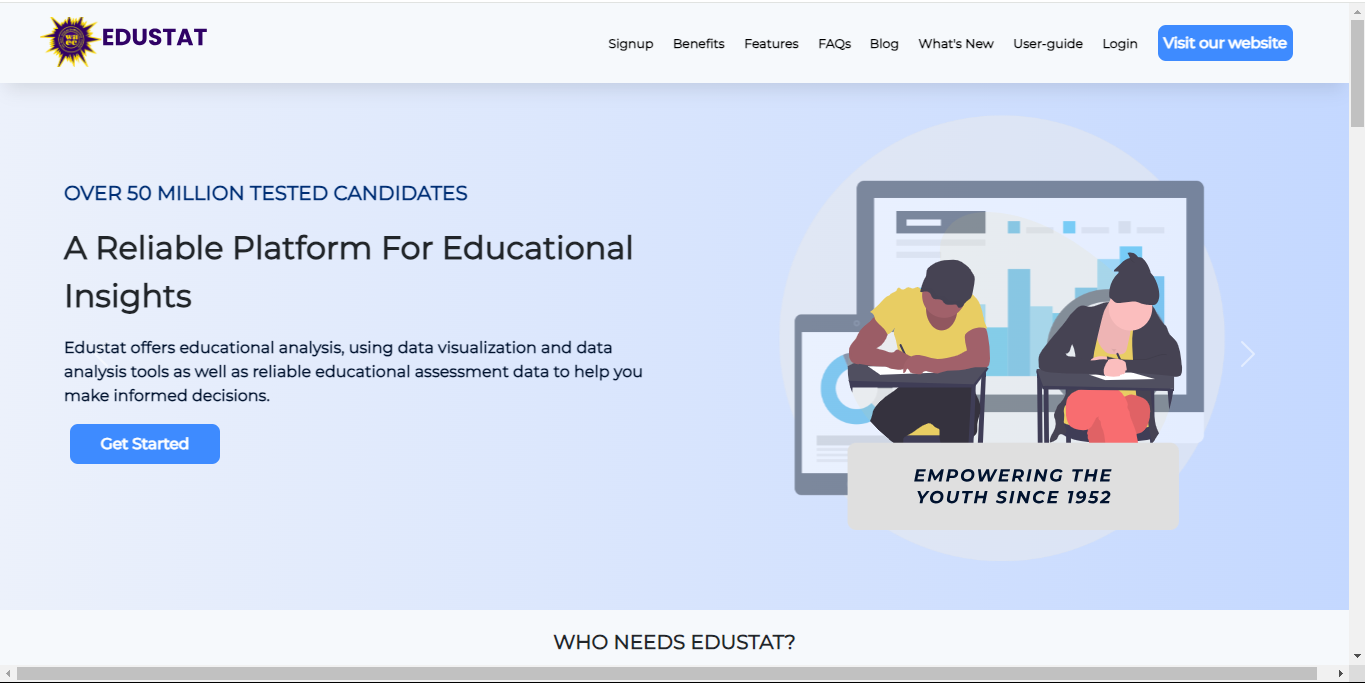 EDUSTAT
Signup Benefits Features FAQs Blog What's New User-guide Login Visit our website
OVER 50 MILLION TESTED CANDIDATES
A Reliable Platform For Educational
Insights
Edustat offers educational analysis, using data visualization and data
analysis tools as well as reliable educational assessment data to help you
make informed decisions.
Get Started
EMPOWERING THE
YOUTH SINCE 1952
WHO NEEDS EDUSTAT?